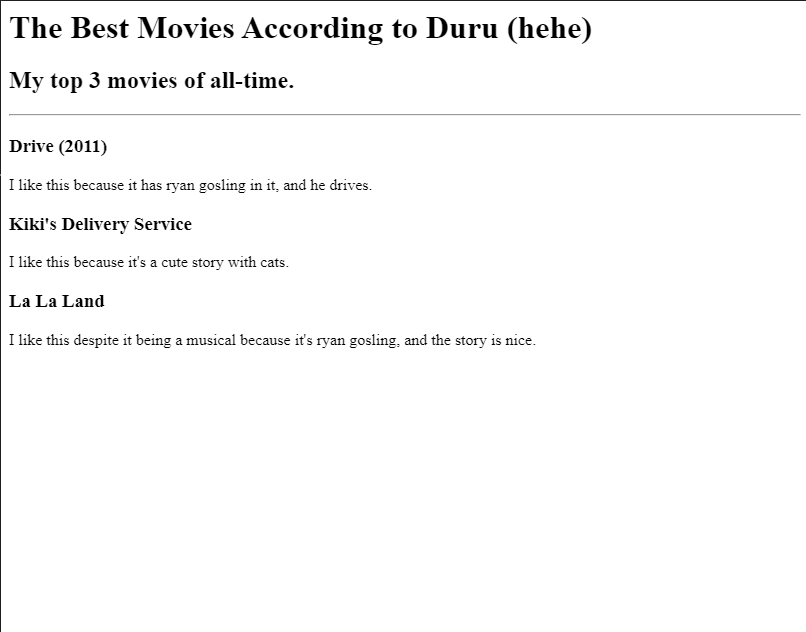 The Best Movies According to Duru (hehe)
My top 3 movies of all-time.
Drive (2011)
I like this because it has ryan gosling in it, and he drives.
Kiki's Delivery Service
I like this because it's a cute story with cats.
La La Land
I like this despite it being a musical because it's ryan gosling, and the story is nice.